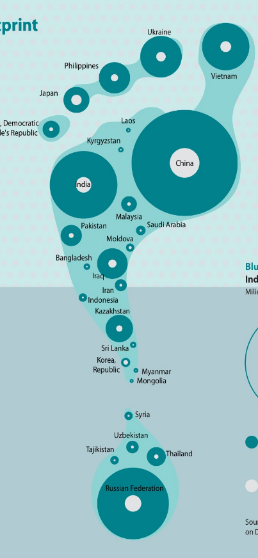 tprint
Ukraine
Philippines
Vietnam
Japan
, Democratic
le's Republic
Laos
Kyrgyzstan
China
India
Malaysia
Saudi Arabia
Pakistan
Moldova
Bangladesh
Iraq
Iran
Indonesia
Kazakhstan
Sri Lanka
Korea,
Republic
Myanmar
Mongolia
Syria
Uzbekistan
Tajikistan
Thailand
Russian Federation
Blu
Ind
Milli
Sour
on D